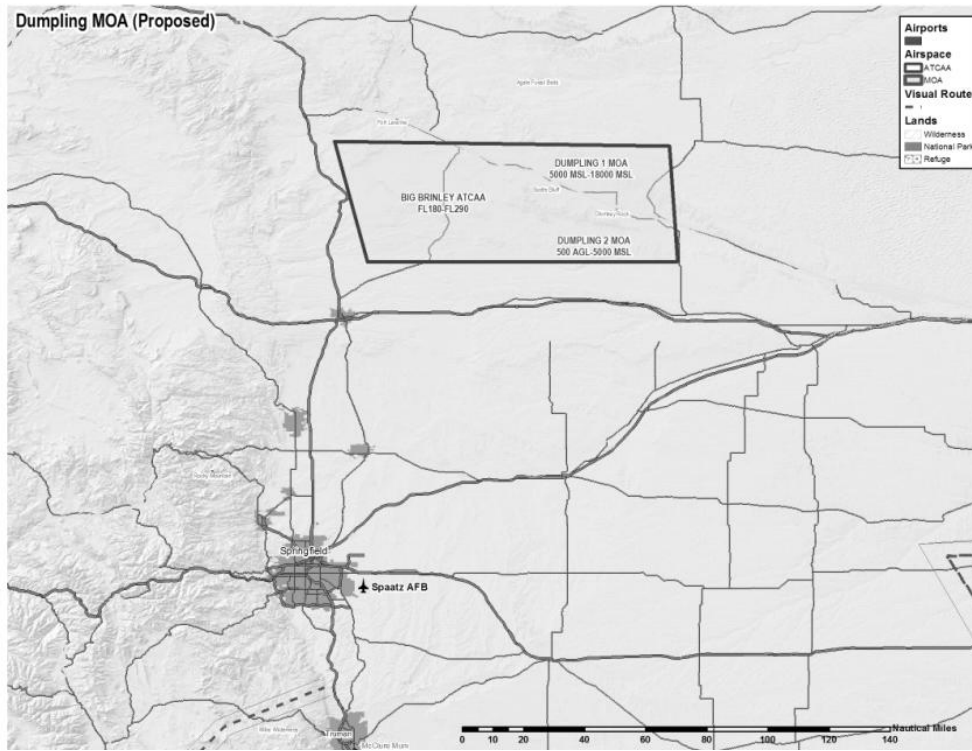 Dumpling MOA (Proposed)
Airports
Airspace
ATCAA
MOA
Visual Route
Lands
Wilderness
National Park
Refuge
DUMPLING 1 MOA
5000 MSL-18000 MSL
BIG BRINLEY ATCAA
FL180-FL290
DUMPLING 2 MOA
500 AGL-5000 MSL
Springfield
Spaatz AFB
Truman
Nautical Miles
0 10 20 40 60 80 100 120 140